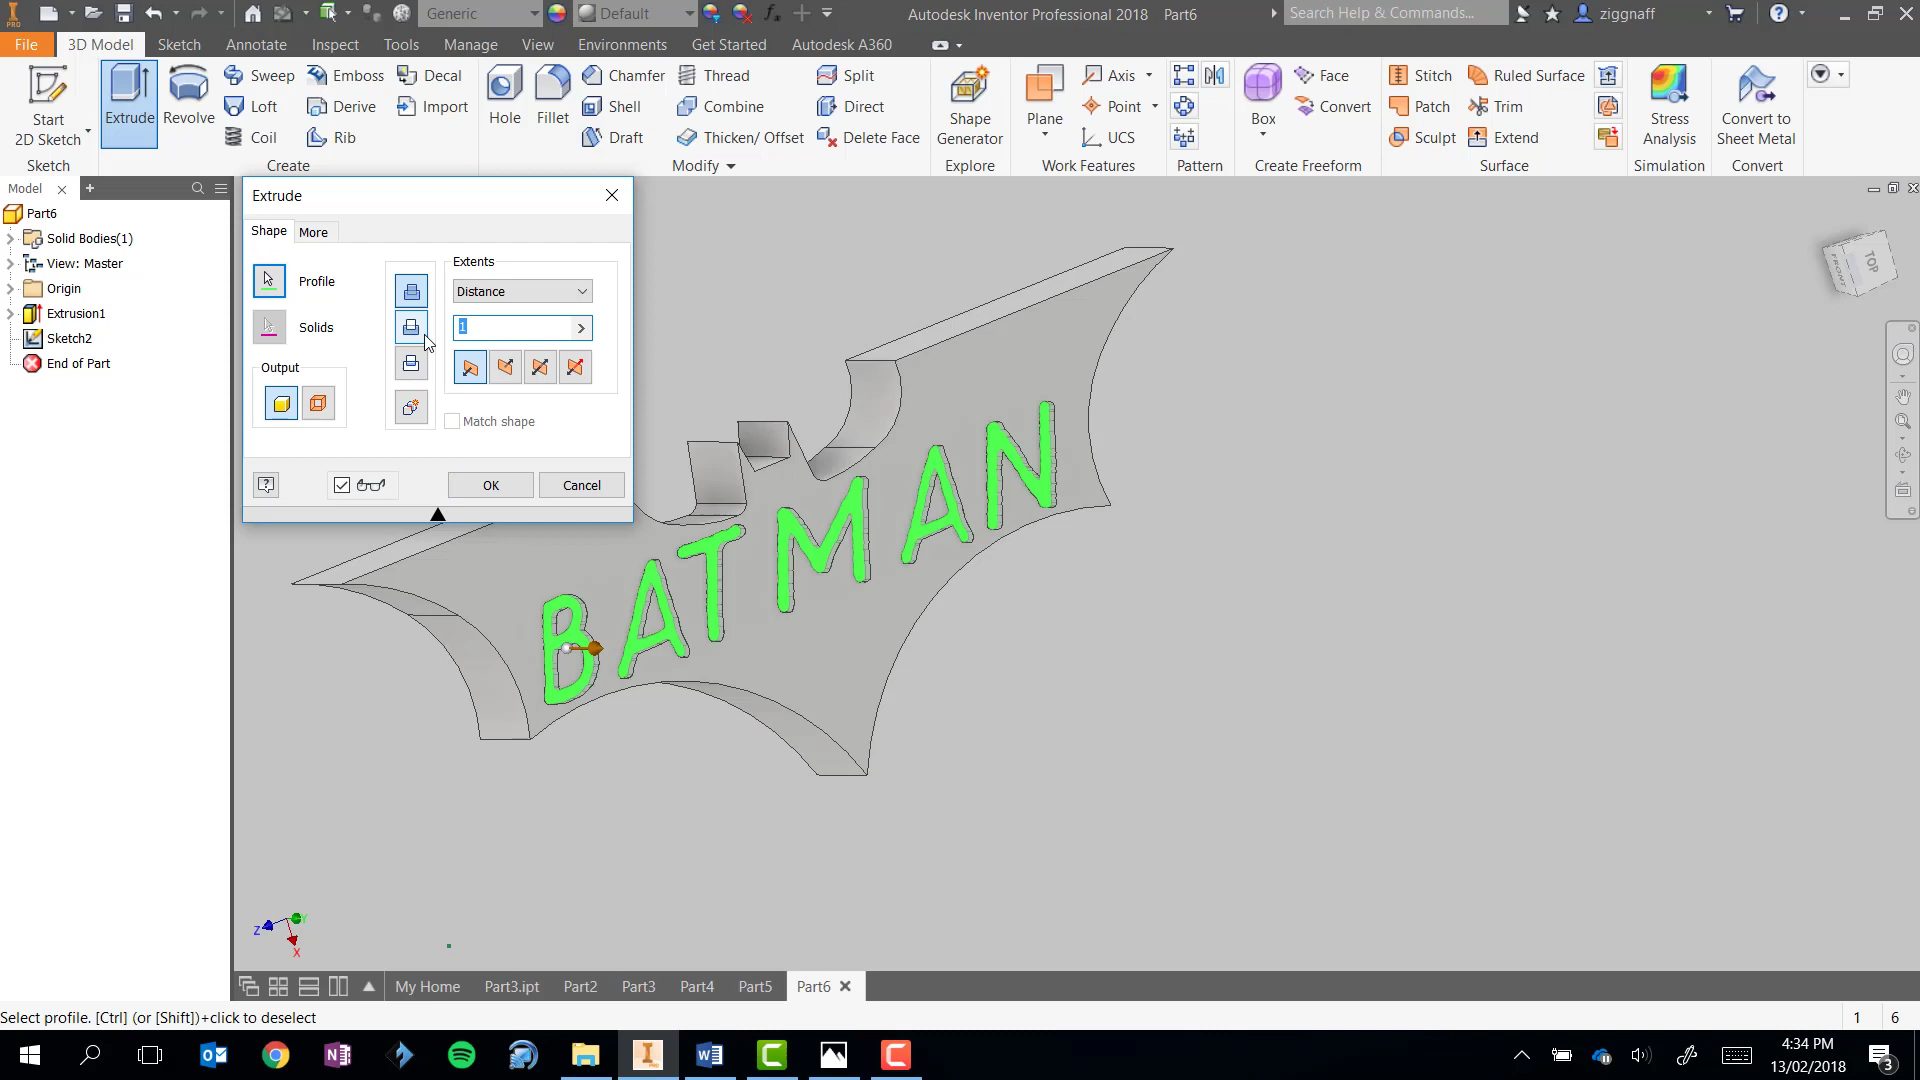 PRO
Generic
Default
fx
Autodesk Inventor Professional 2018 Part6
Search Help & Commands...
ziggnaff
File
3D Model
Sketch
Annotate
Inspect
Tools
Manage
View
Environments
Get Started
Autodesk A360
Start
2D Sketch
Sketch
Extrude
Revolve
Sweep
Loft
Coil
Emboss
Derive
Rib
Decal
Import
Create
Hole
Fillet
Chamfer
Shell
Draft
Thread
Combine
Thicken/ Offset
Split
Direct
Delete Face
Modify
Shape
Generator
Explore
Plane
Axis
Point
UCS
Work Features
Pattern
Box
Face
Convert
Create Freeform
Stitch
Patch
Sculpt
Ruled Surface
Trim
Extend
Surface
Stress
Analysis
Simulation
Convert to
Sheet Metal
Convert
Model
Part6
Solid Bodies(1)
View: Master
Origin
Extrusion1
Sketch2
End of Part
Extrude
Shape
More
Profile
Solids
Output
Extents
Distance
1
Match shape
OK
Cancel
BATMAN
FRONT
TOP
Z
Y
X
My Home
Part3.ipt
Part2
Part3
Part4
Part5
Part6
Select profile. [Ctrl] (or [Shift])+click to deselect
1
6
4:34 PM
13/02/2018
3